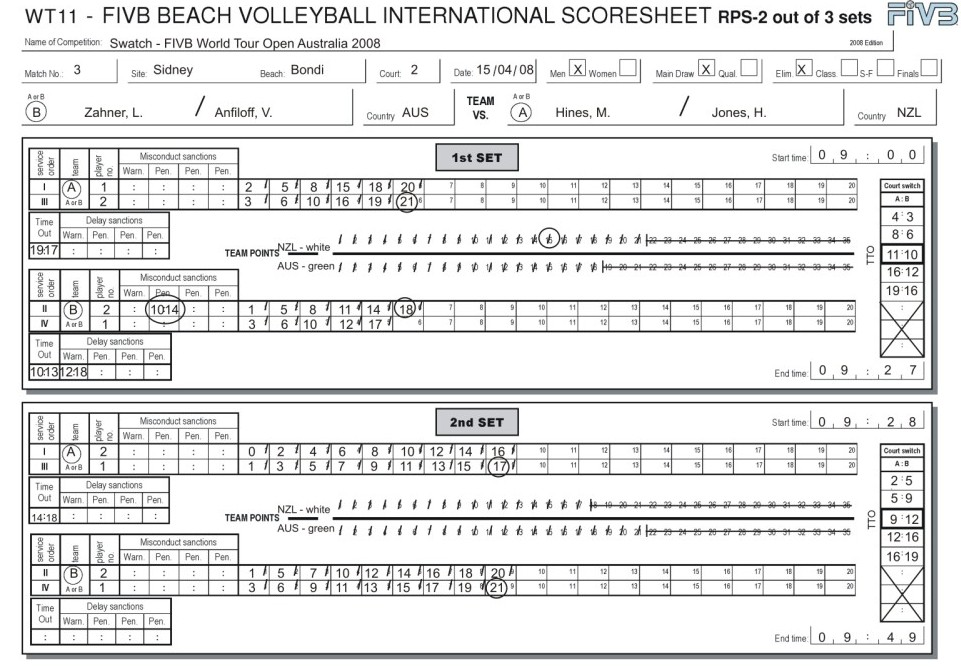 WT11 - FIVB BEACH VOLLEYBALL INTERNATIONAL SCORESHEET RPS-2 out of 3 sets FIVB
Name of Competition: Swatch - FIVB World Tour Open Australia 2008 2008 Edition
Match No.: 3 Site: Sidney Beach: Bondi Court: 2 Date: 15/04/08 Men X Women Main Draw X Qual. Elim. X Class. S-F Finals
A or B B Zahner, L. / Anfiloff, V. Country AUS TEAM VS. A or B A Hines, M. / Jones, H. Country NZL
1st SET Start time: 0 9 : 0 0
service order team player no. Misconduct sanctions
Warn. Pen. Pen. Pen.
I A 1 : : : : 2 5 8 15 18 20 7 8 9 10 11 12 13 14 15 16 17 18 19 20
III A or B 2 : : : : 3 6 10 16 19 21 6 7 8 9 10 11 12 13 14 15 16 17 18 19 20
Court switch
A : B
4:3
8:6
11:10
16:12
19:16
TTO
Time Out Delay sanctions
Warn. Pen. Pen. Pen.
19:17 : : : :
TEAM POINTS
NZL - white 1 2 3 4 5 6 7 8 9 10 11 12 13 14 15 16 17 18 19 20 21 22 23 24 25 26 27 28 29 30 31 32 33 34 35
AUS - green 1 2 3 4 5 6 7 8 9 10 11 12 13 14 15 16 17 18 19 20 21 22 23 24 25 26 27 28 29 30 31 32 33 34 35
service order team player no. Misconduct sanctions
Warn. Pen. Pen. Pen.
II B 2 : 10:14 : : 1 5 8 11 14 18 7 8 9 10 11 12 13 14 15 16 17 18 19 20
IV A or B 1 : : : : 3 6 10 12 17 6 7 8 9 10 11 12 13 14 15 16 17 18 19 20
Time Out Delay sanctions
Warn. Pen. Pen. Pen.
10:13 12:18 : : :
End time: 0 9 : 2 7
2nd SET Start time: 0 9 : 2 8
service order team player no. Misconduct sanctions
Warn. Pen. Pen. Pen.
I A 2 : : : : 0 2 4 6 8 10 12 14 16 10 11 12 13 14 15 16 17 18 19 20
III A or B 1 : : : : 1 3 5 7 9 11 13 15 17 10 11 12 13 14 15 16 17 18 19 20
Court switch
A : B
2:5
5:9
9:12
12:16
16:19
TTO
Time Out Delay sanctions
Warn. Pen. Pen. Pen.
14:18 : : : :
TEAM POINTS
NZL - white 1 2 3 4 5 6 7 8 9 10 11 12 13 14 15 16 17 18 19 20 21 22 23 24 25 26 27 28 29 30 31 32 33 34 35
AUS - green 1 2 3 4 5 6 7 8 9 10 11 12 13 14 15 16 17 18 19 20 21 22 23 24 25 26 27 28 29 30 31 32 33 34 35
service order team player no. Misconduct sanctions
Warn. Pen. Pen. Pen.
II B 2 : : : : 1 5 7 10 12 14 16 18 20 10 11 12 13 14 15 16 17 18 19 20
IV A or B 1 : : : : 3 6 9 11 13 15 17 19 21 9 10 11 12 13 14 15 16 17 18 19 20
Time Out Delay sanctions
Warn. Pen. Pen. Pen.
: : : : :
End time: 0 9 : 4 9